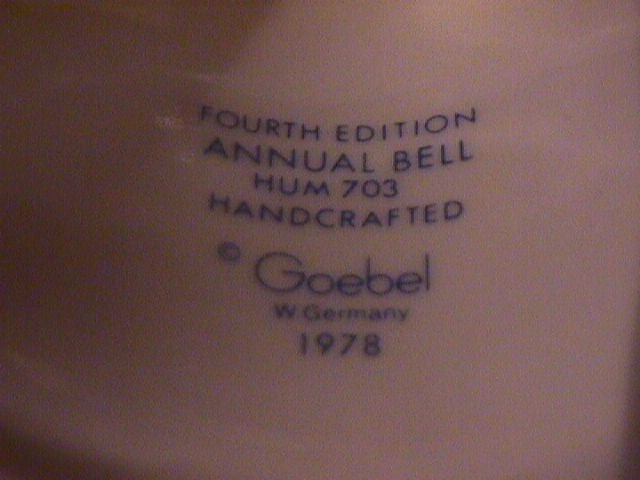 FOURTH EDITION
ANNUAL BELL
HUM 703
HANDCRAFTED
© Goebel
W. Germany
1978